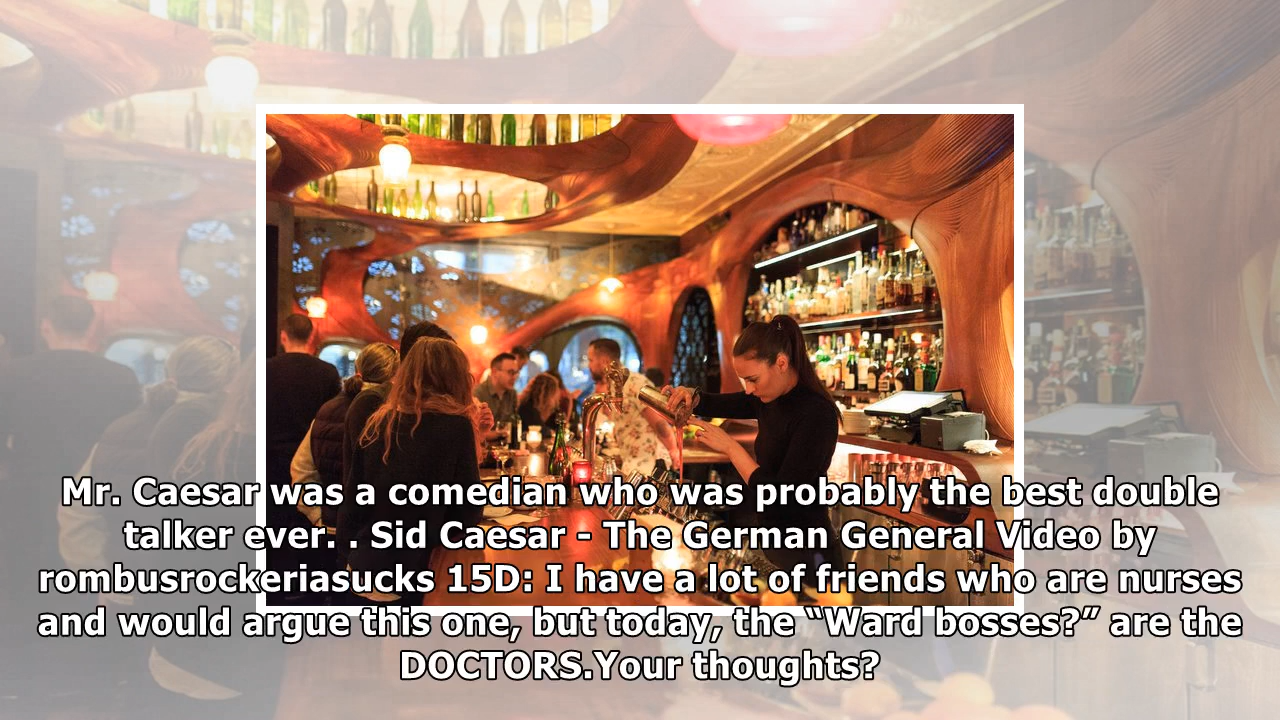 Mr. Caesar was a comedian who was probably the best double
talker ever. . Sid Caesar - The German General Video by
rombusrockeriasucks 15D: I have a lot of friends who are nurses
and would argue this one, but today, the “Ward bosses?” are the
DOCTORS.Your thoughts?